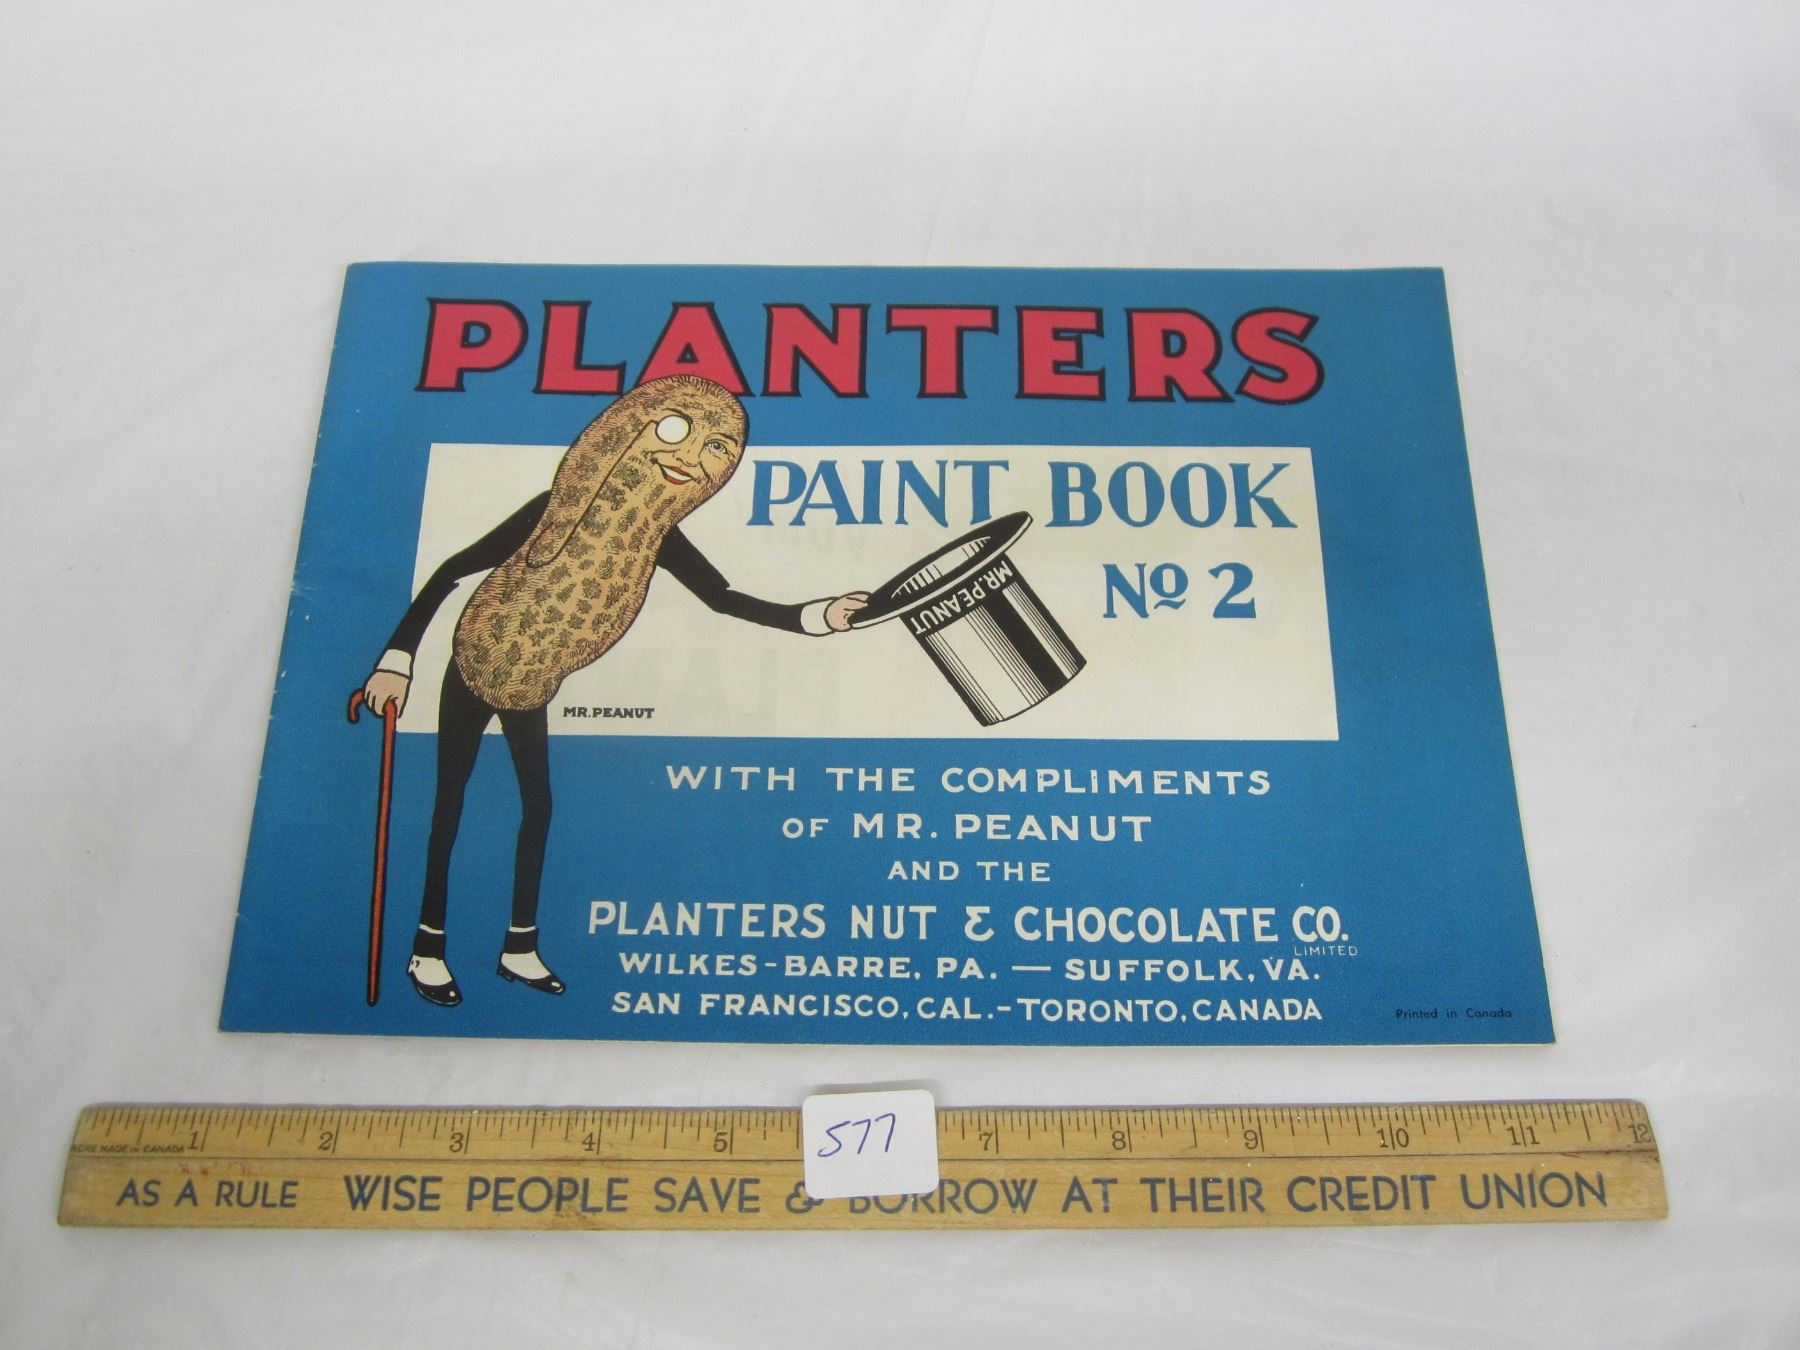 PLANTERS
PAINT BOOK
No 2
MR. PEANUT
MR. PEANUT
WITH THE COMPLIMENTS
OF MR. PEANUT
AND THE
PLANTERS NUT & CHOCOLATE CO.
LIMITED
WILKES-BARRE, PA. — SUFFOLK, VA.
SAN FRANCISCO, CAL.-TORONTO, CANADA
Printed in Canada
1 2 3 4 5 7 8 9 10 11 12
ACME MADE IN CANADA
577
AS A RULE WISE PEOPLE SAVE & BORROW AT THEIR CREDIT UNION